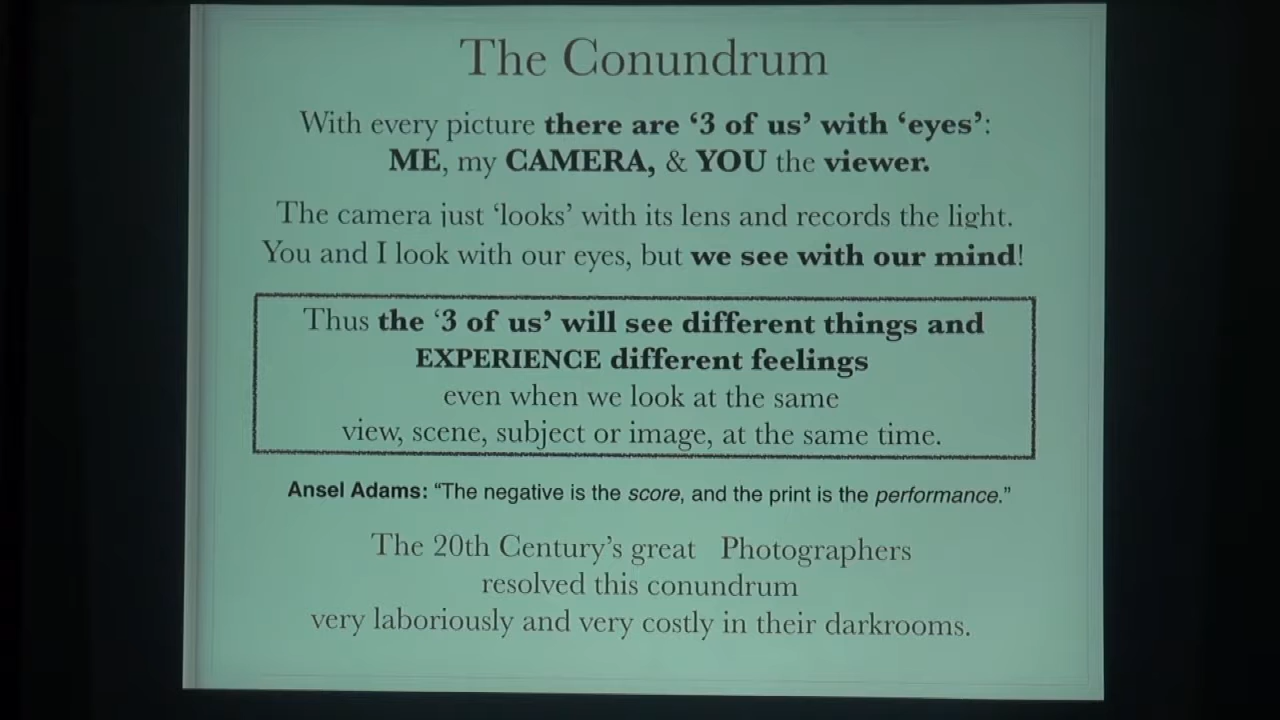 The Conundrum
With every picture there are ‘3 of us’ with ‘eyes’:
ME, my CAMERA, & YOU the viewer.
The camera just ‘looks’ with its lens and records the light.
You and I look with our eyes, but we see with our mind!
Thus the ‘3 of us’ will see different things and
EXPERIENCE different feelings
even when we look at the same
view, scene, subject or image, at the same time.
Ansel Adams: “The negative is the score, and the print is the performance.”
The 20th Century’s great Photographers
resolved this conundrum
very laboriously and very costly in their darkrooms.